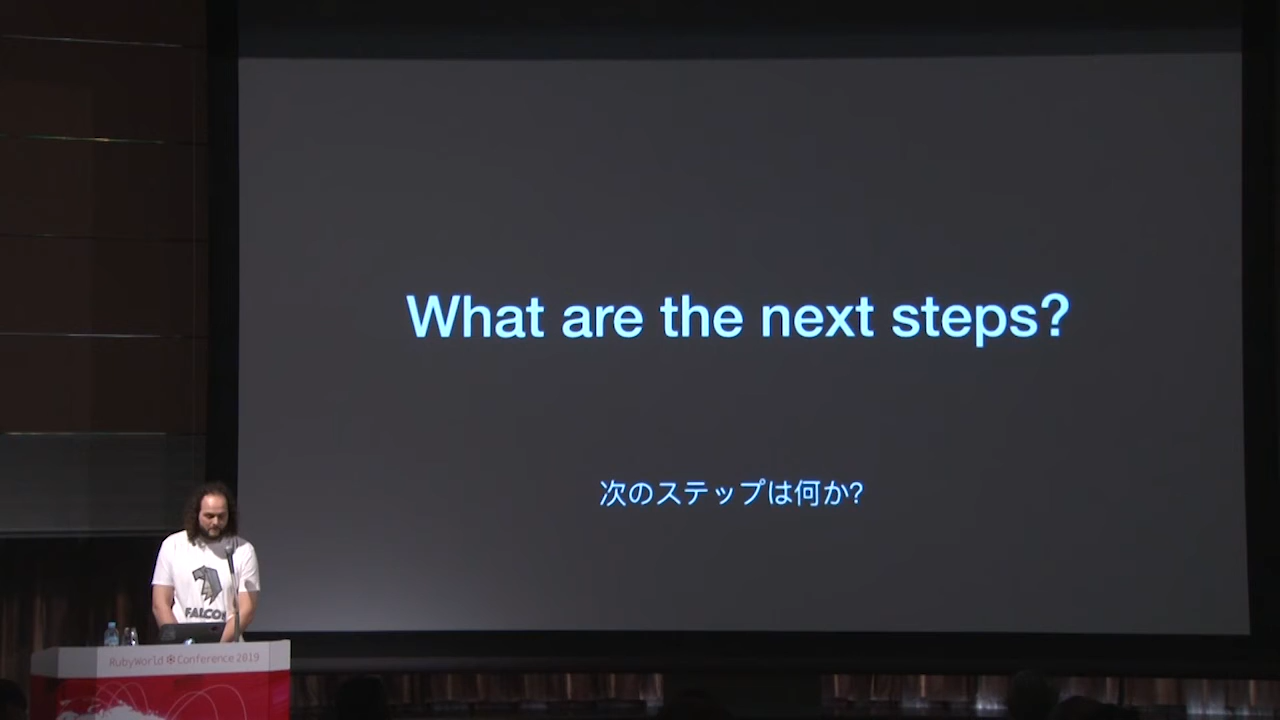 What are the next steps?
次のステップは何か?
FALCON
RubyWorld Conference 2019